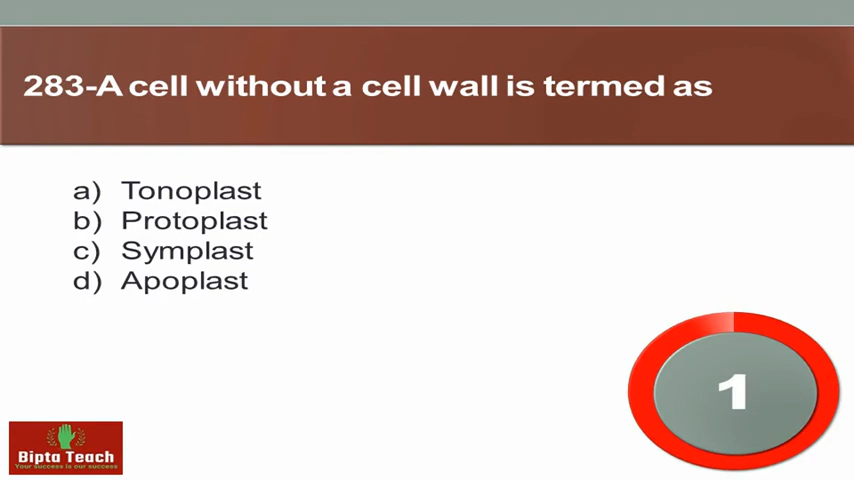 283-A cell without a cell wall is termed as
a) Tonoplast
b) Protoplast
c) Symplast
d) Apoplast
1
Bipta Teach
Your success is our success